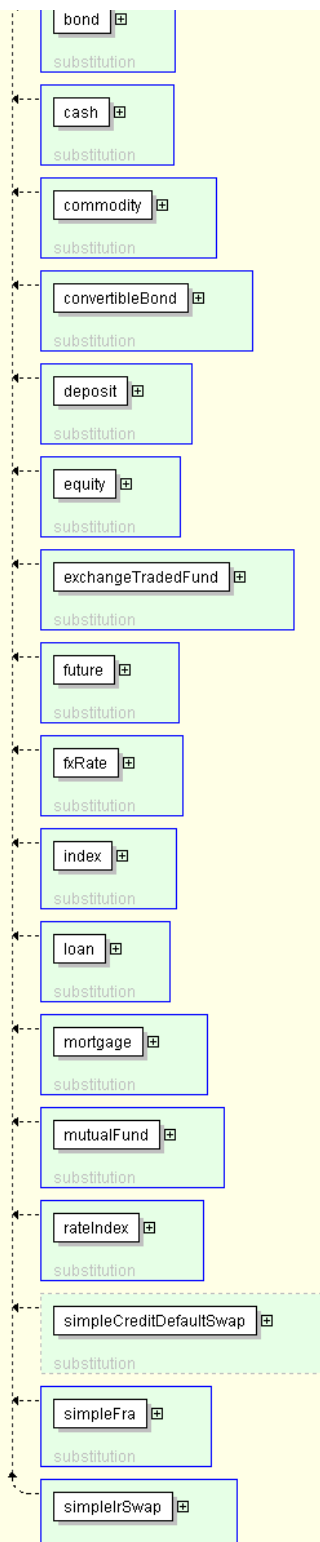 bond
substitution
cash
substitution
commodity
substitution
convertibleBond
substitution
deposit
substitution
equity
substitution
exchangeTradedFund
substitution
future
substitution
fxRate
substitution
index
substitution
loan
substitution
mortgage
substitution
mutualFund
substitution
rateIndex
substitution
simpleCreditDefaultSwap
substitution
simpleFra
substitution
simpleIrSwap